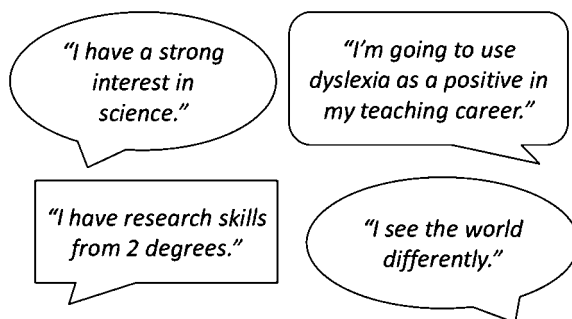 “I have a strong
interest in
science.”
“I’m going to use
dyslexia as a positive in
my teaching career.”
“I have research skills
from 2 degrees.”
“I see the world
differently.”